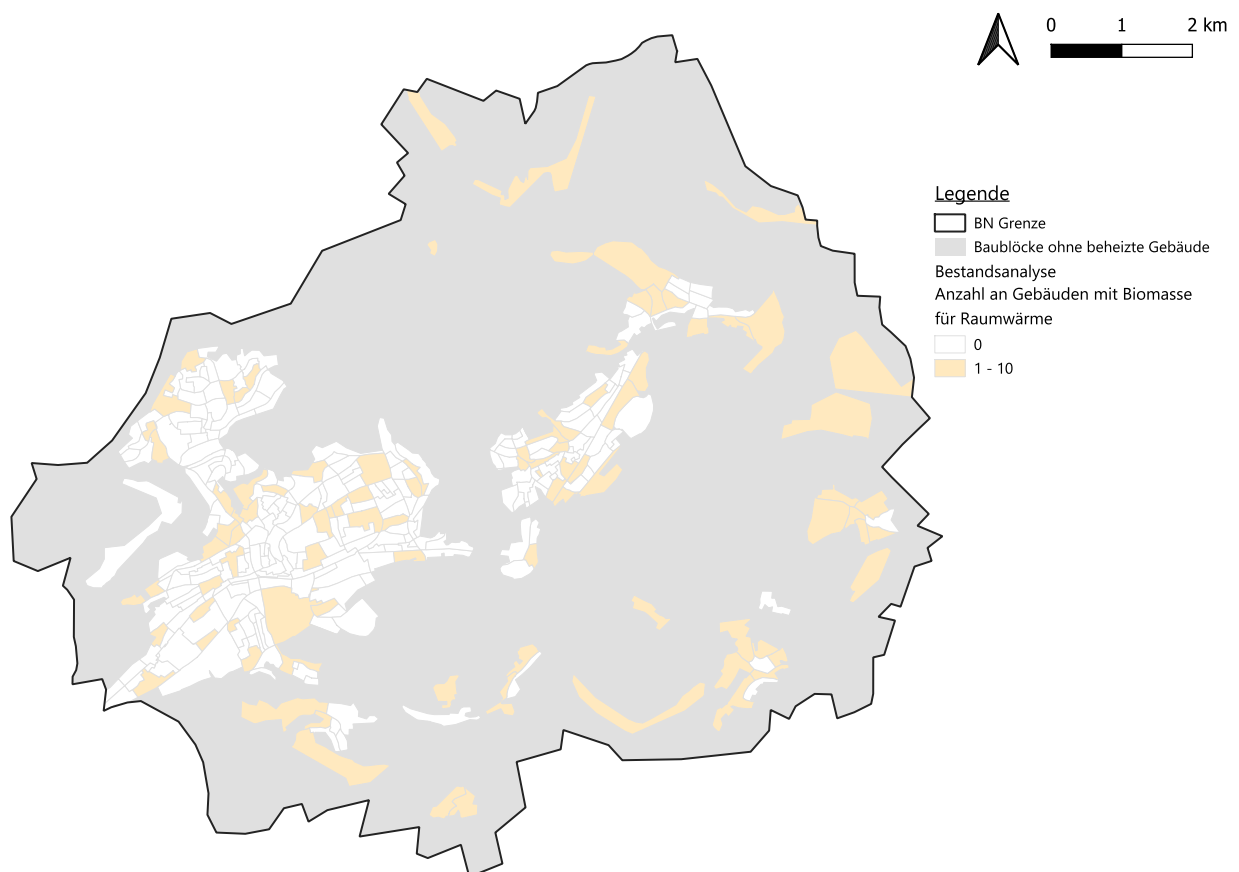 0 1 2 km
Legende
BN Grenze
Baublöcke ohne beheizte Gebäude
Bestandsanalyse
Anzahl an Gebäuden mit Biomasse
für Raumwärme
0
1 - 10